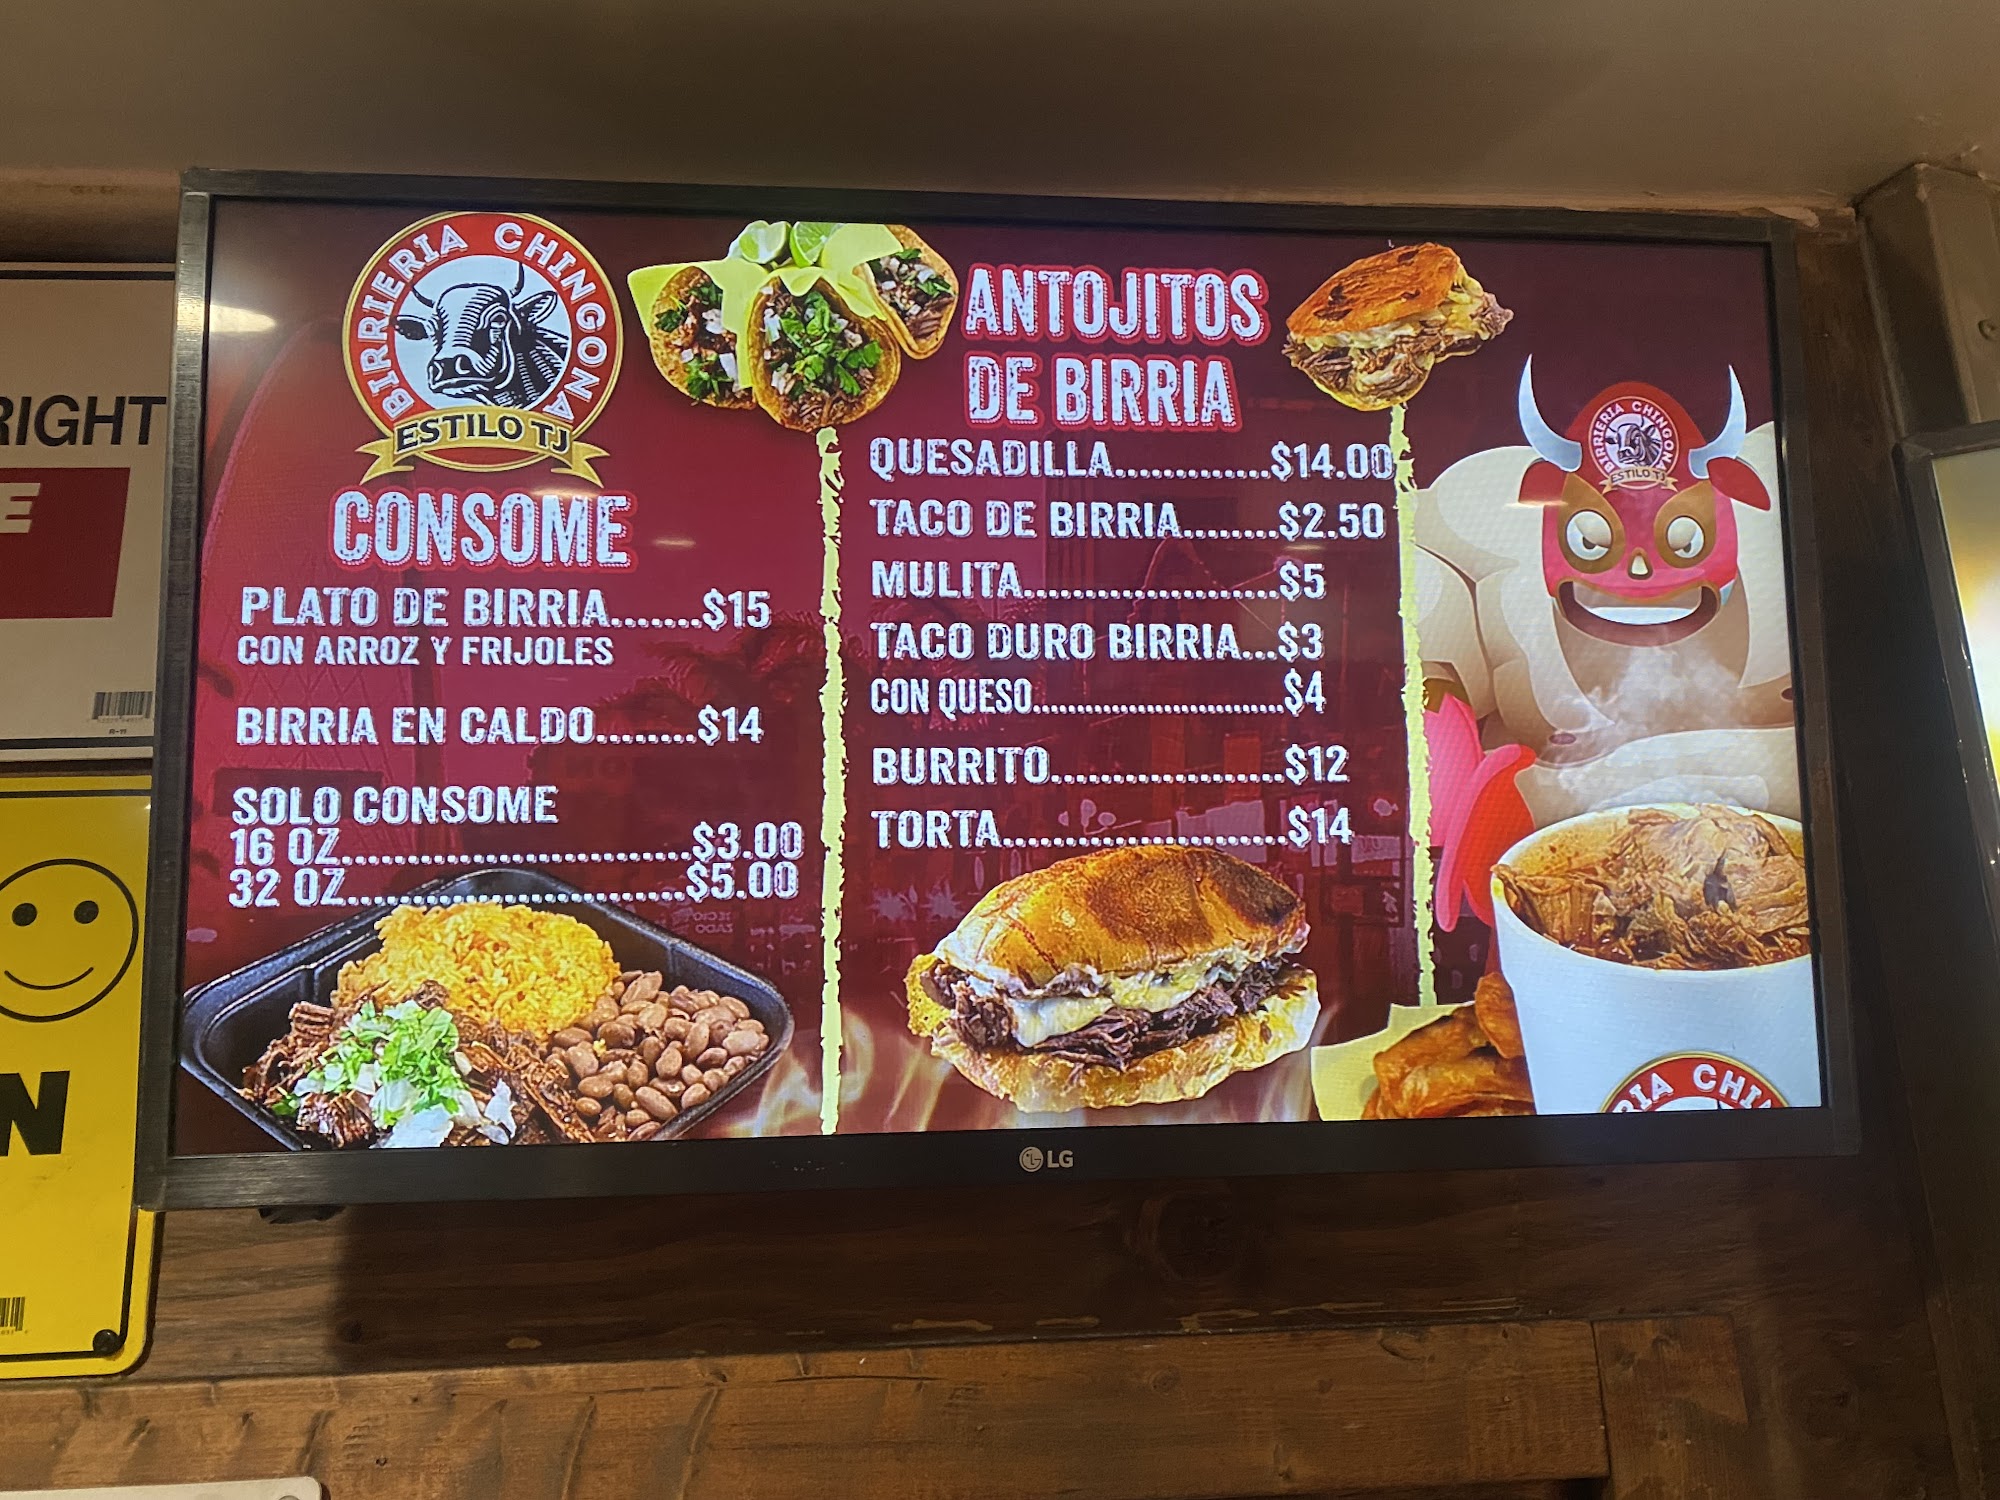 RIGHT
E
N
BIRRIERIA CHINGONA
ESTILO TJ
CONSOME
PLATO DE BIRRIA.......$15
CON ARROZ Y FRIJOLES
BIRRIA EN CALDO........$14
SOLO CONSOME
16 OZ...........................$3.00
32 OZ..........................$5.00
ANTOJITOS
DE BIRRIA
QUESADILLA............$14.00
TACO DE BIRRIA........$2.50
MULITA....................$5
TACO DURO BIRRIA...$3
CON QUESO.........................$4
BURRITO..................$12
TORTA......................$14
BIRRIERIA CHINGONA
ESTILO TJ
RIA CHI
LG